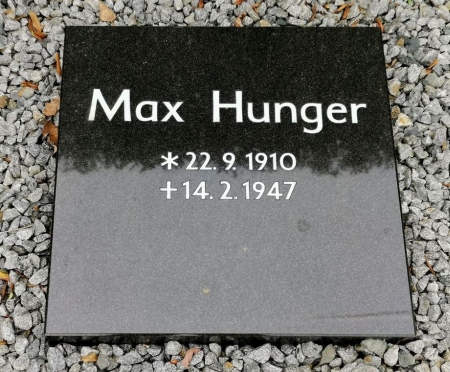 Max Hunger
* 22. 9. 1910
+ 14. 2. 1947